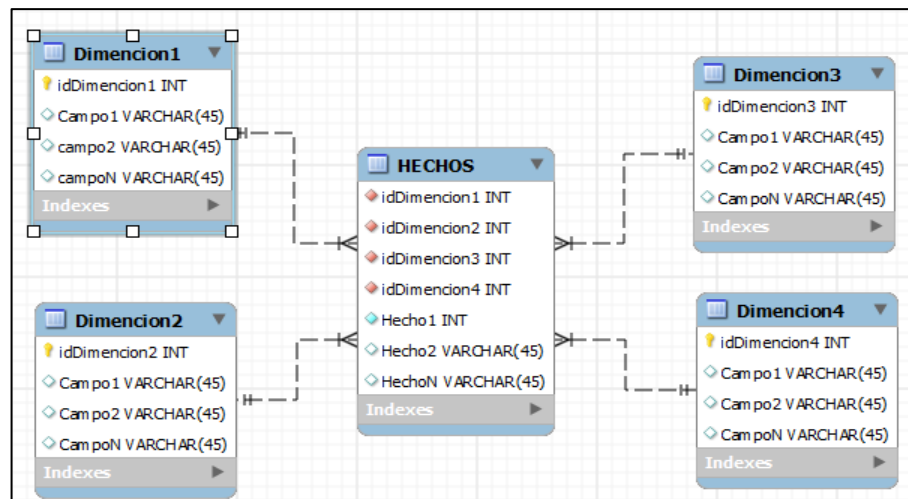 Dimencion1
idDimencion1 INT
Campo1 VARCHAR(45)
campo2 VARCHAR(45)
campoN VARCHAR(45)
Indexes
Dimencion2
idDimencion2 INT
Campo1 VARCHAR(45)
Campo2 VARCHAR(45)
CampoN VARCHAR(45)
Indexes
HECHOS
idDimencion1 INT
idDimencion2 INT
idDimencion3 INT
idDimencion4 INT
Hecho1 INT
Hecho2 VARCHAR(45)
HechoN VARCHAR(45)
Indexes
Dimencion3
idDimencion3 INT
Campo1 VARCHAR(45)
Campo2 VARCHAR(45)
CampoN VARCHAR(45)
Indexes
Dimencion4
idDimencion4 INT
Campo1 VARCHAR(45)
Campo2 VARCHAR(45)
CampoN VARCHAR(45)
Indexes